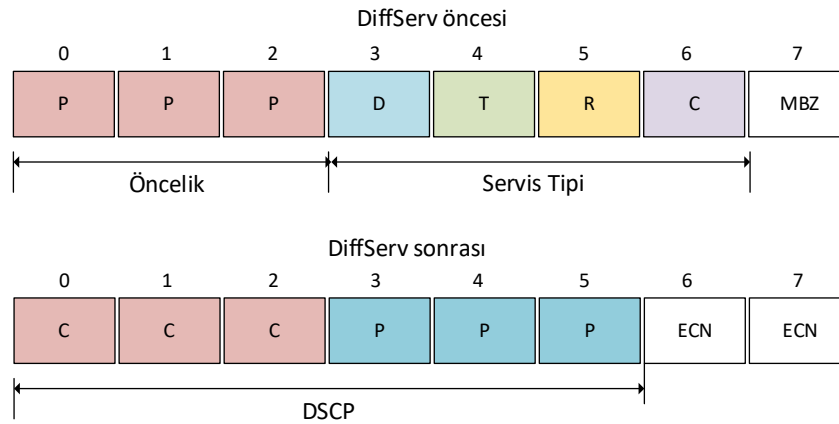 DiffServ öncesi
0 1 2 3 4 5 6 7
P P P D T R C MBZ
Öncelik Servis Tipi
DiffServ sonrası
0 1 2 3 4 5 6 7
C C C P P P ECN ECN
DSCP